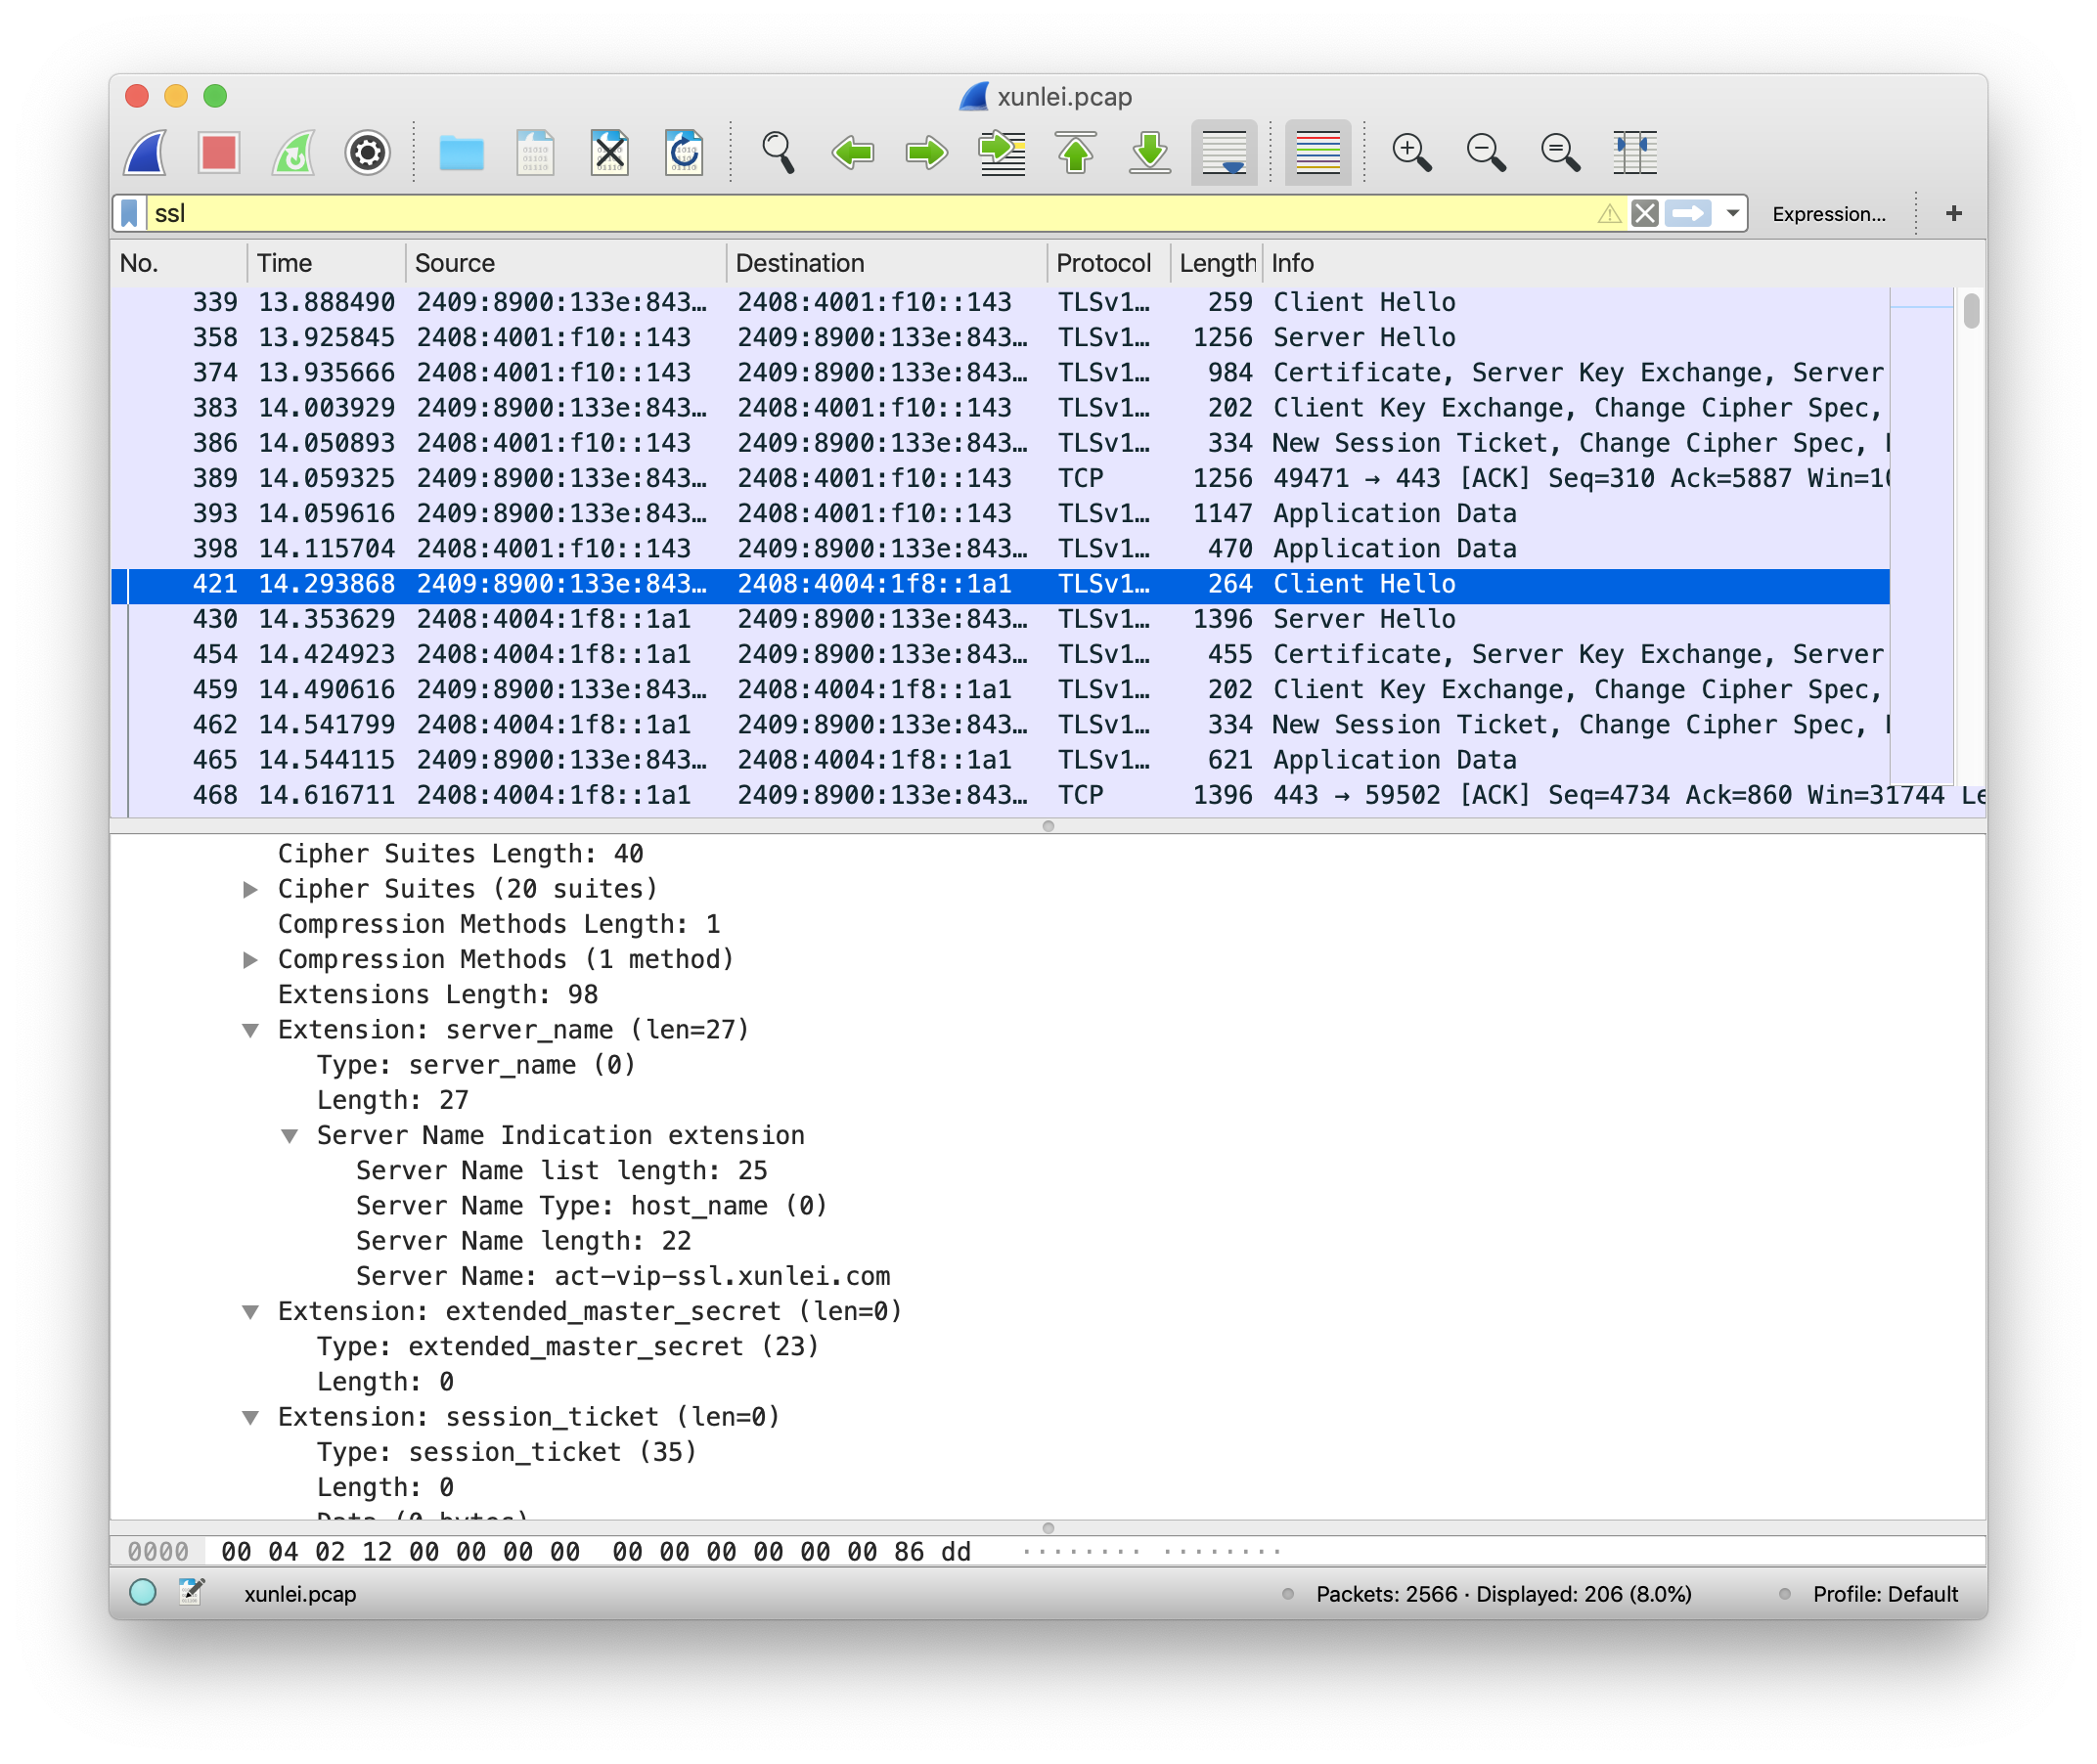 xunlei.pcap
ssl
Expression...
+
No. Time Source Destination Protocol Length Info
339 13.888490 2409:8900:133e:843… 2408:4001:f10::143 TLSv1… 259 Client Hello
358 13.925845 2408:4001:f10::143 2409:8900:133e:843… TLSv1… 1256 Server Hello
374 13.935666 2408:4001:f10::143 2409:8900:133e:843… TLSv1… 984 Certificate, Server Key Exchange, Server
383 14.003929 2409:8900:133e:843… 2408:4001:f10::143 TLSv1… 202 Client Key Exchange, Change Cipher Spec,
386 14.050893 2408:4001:f10::143 2409:8900:133e:843… TLSv1… 334 New Session Ticket, Change Cipher Spec,
389 14.059325 2409:8900:133e:843… 2408:4001:f10::143 TCP 1256 49471 → 443 [ACK] Seq=310 Ack=5887
393 14.059616 2409:8900:133e:843… 2408:4001:f10::143 TLSv1… 1147 Application Data
398 14.115704 2408:4001:f10::143 2409:8900:133e:843… TLSv1… 470 Application Data
421 14.293868 2409:8900:133e:843… 2408:4004:1f8::1a1 TLSv1… 264 Client Hello
430 14.353629 2408:4004:1f8::1a1 2409:8900:133e:843… TLSv1… 1396 Server Hello
454 14.424923 2408:4004:1f8::1a1 2409:8900:133e:843… TLSv1… 455 Certificate, Server Key Exchange, Server
459 14.490616 2409:8900:133e:843… 2408:4004:1f8::1a1 TLSv1… 202 Client Key Exchange, Change Cipher Spec,
462 14.541799 2408:4004:1f8::1a1 2409:8900:133e:843… TLSv1… 334 New Session Ticket, Change Cipher Spec,
465 14.544115 2409:8900:133e:843… 2408:4004:1f8::1a1 TLSv1… 621 Application Data
468 14.616711 2408:4004:1f8::1a1 2409:8900:133e:843… TCP 1396 443 → 59502 [ACK] Seq=4734 Ack=860 Win=31744 Le
Cipher Suites Length: 40
Cipher Suites (20 suites)
Compression Methods Length: 1
Compression Methods (1 method)
Extensions Length: 98
Extension: server_name (len=27)
Type: server_name (0)
Length: 27
Server Name Indication extension
Server Name list length: 25
Server Name Type: host_name (0)
Server Name length: 22
Server Name: act-vip-ssl.xunlei.com
Extension: extended_master_secret (len=0)
Type: extended_master_secret (23)
Length: 0
Extension: session_ticket (len=0)
Type: session_ticket (35)
Length: 0
Data (0 bytes)
0000 00 04 02 12 00 00 00 00 00 00 00 00 00 00 86 dd ········ ········
xunlei.pcap
Packets: 2566 · Displayed: 206 (8.0%)
Profile: Default